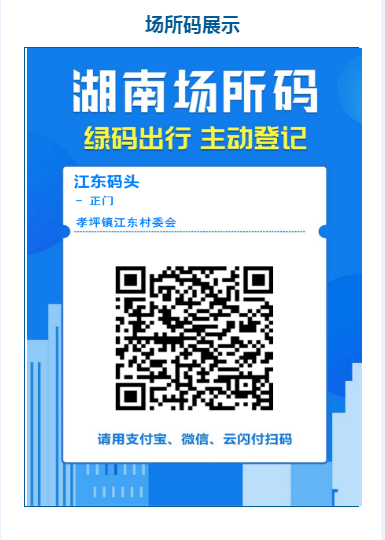 场所码展示
湖南场所码
绿码出行 主动登记
江东码头
- 正门
孝坪镇江东村委会
请用支付宝、微信、云闪付扫码